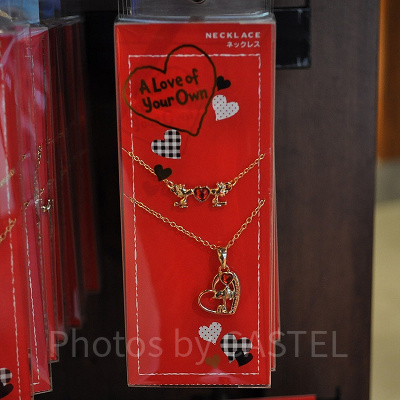 NECKLACE
ネックレス
A Love of
Your Own
Photos by CASTEL